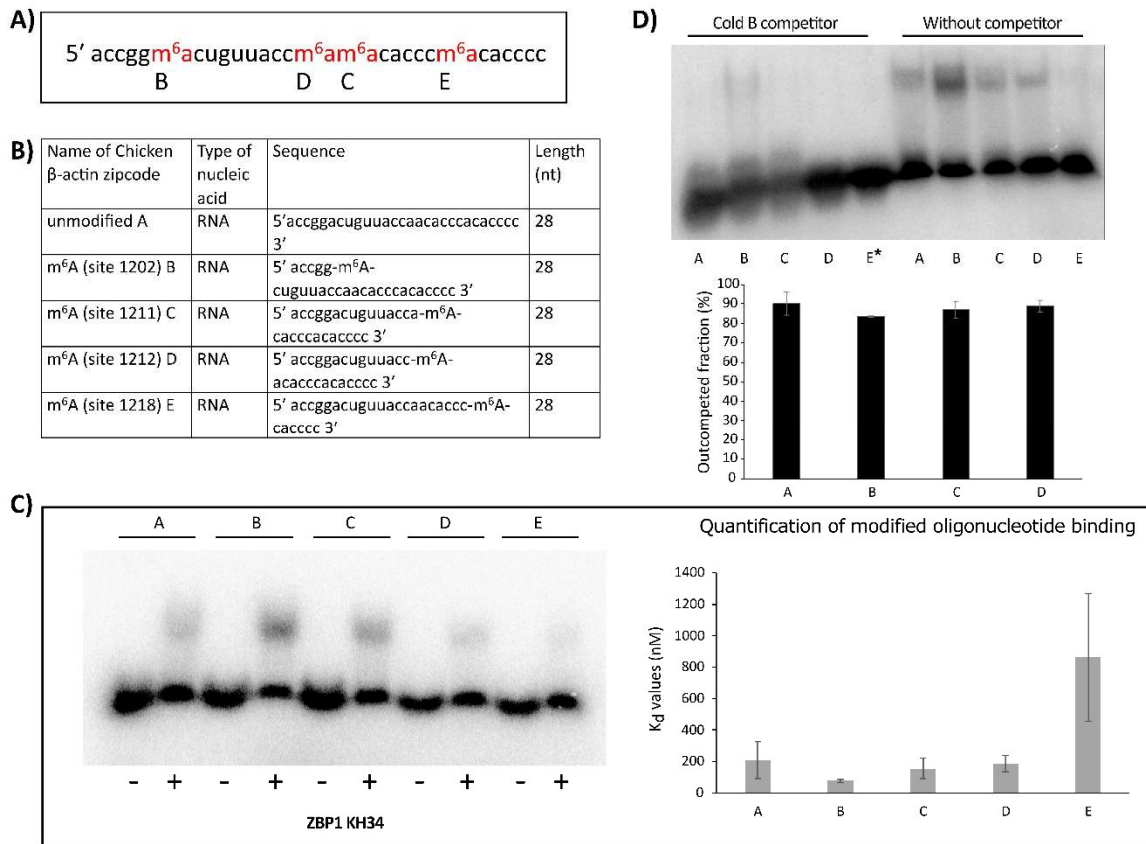 A)
5′ accggm⁶acuguuaccm⁶am⁶acacccm⁶acacccc
B D C E
B)
Name of Chicken β-actin zipcode Type of nucleic acid Sequence Length (nt)
unmodified A RNA 5′accggacuguuaccaacacccacacccc 3′ 28
m⁶A (site 1202) B RNA 5′ accgg-m⁶A-cuguuaccaacacccacacccc 3′ 28
m⁶A (site 1211) C RNA 5′ accggacuguuacca-m⁶A-cacccacacccc 3′ 28
m⁶A (site 1212) D RNA 5′ accggacuguuacc-m⁶A-acacccacacccc 3′ 28
m⁶A (site 1218) E RNA 5′ accggacuguuaccaacaccc-m⁶A-cacccc 3′ 28
D)
Cold B competitor Without competitor
A B C D E* A B C D E
Outcompeted fraction (%)
100
90
80
70
60
50
40
30
20
10
0
A B C D
C)
A B C D E
- + - + - + - + - +
ZBP1 KH34
Quantification of modified oligonucleotide binding
Kd values (nM)
1400
1200
1000
800
600
400
200
0
A B C D E